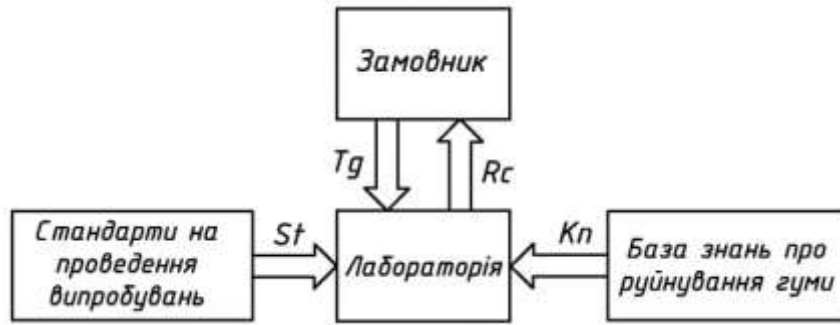 Замовник
Tg
Rc
Стандарти на
проведення
випробувань
St
Лабораторія
Kn
База знань про
руйнування гуми